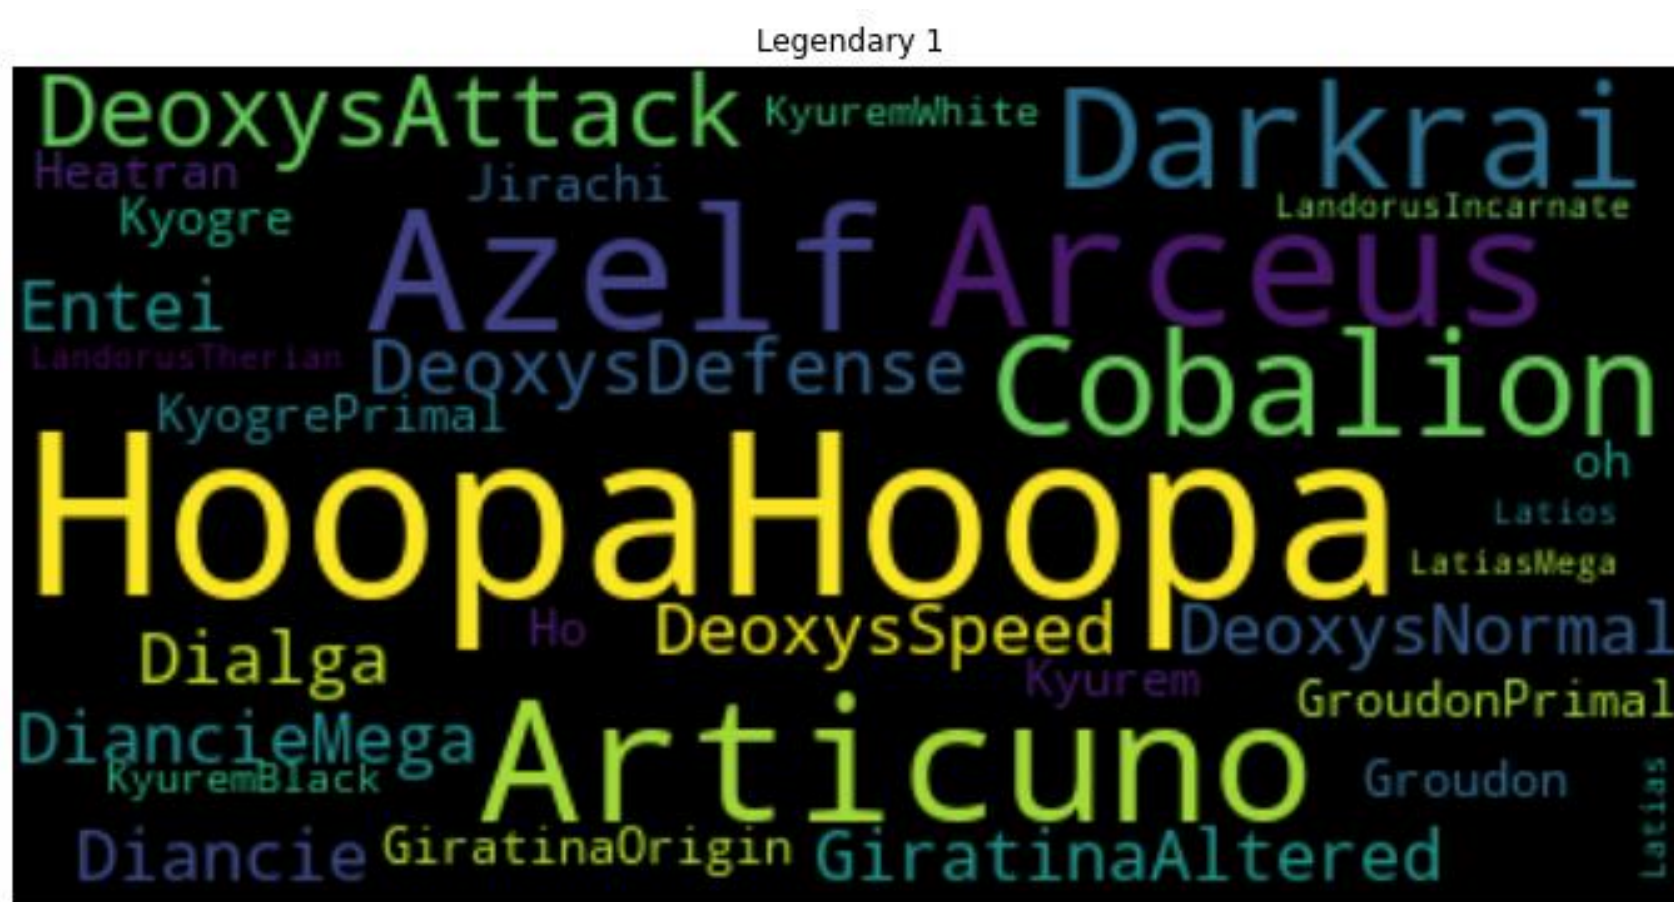 Legendary 1
DeoxysAttack
KyuremWhite
Darkrai
Heatran
Jirachi
LandorusIncarnate
Kyogre
Azelf
Arceus
Entei
LandorusTherian
DeoxysDefense
Cobalion
KyogrePrimal
oh
HoopaHoopa
Latios
LatiasMega
Ho
DeoxysSpeed
DeoxysNormal
Dialga
Kyurem
GroudonPrimal
DiancieMega
Articuno
KyuremBlack
Groudon
Latias
Diancie
GiratinaOrigin
GiratinaAltered